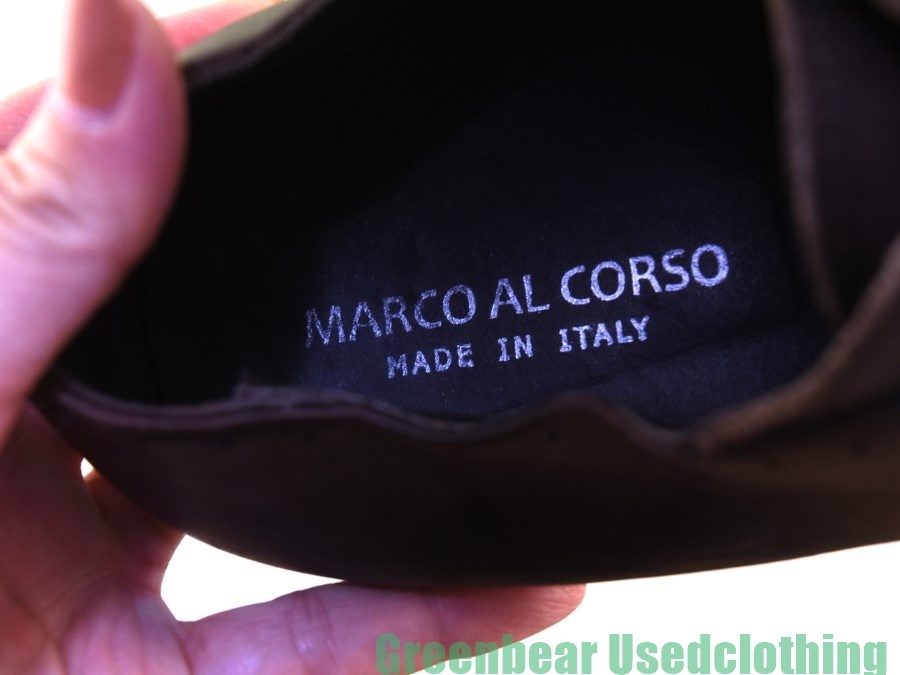 MARCO AL CORSO
MADE IN ITALY
Greenbear Usedclothing